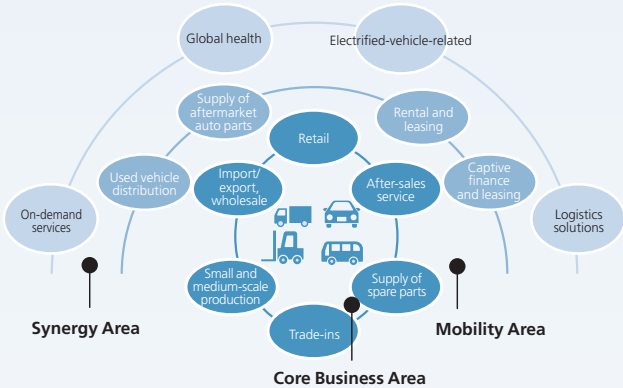 Global health
Electrified-vehicle-related
Supply of
aftermarket
auto parts
Rental and
leasing
Retail
Used vehicle
distribution
Import/
export,
wholesale
After-sales
service
Captive
finance
and leasing
On-demand
services
Logistics
solutions
Small and
medium-scale
production
Supply of
spare parts
Trade-ins
Synergy Area
Mobility Area
Core Business Area